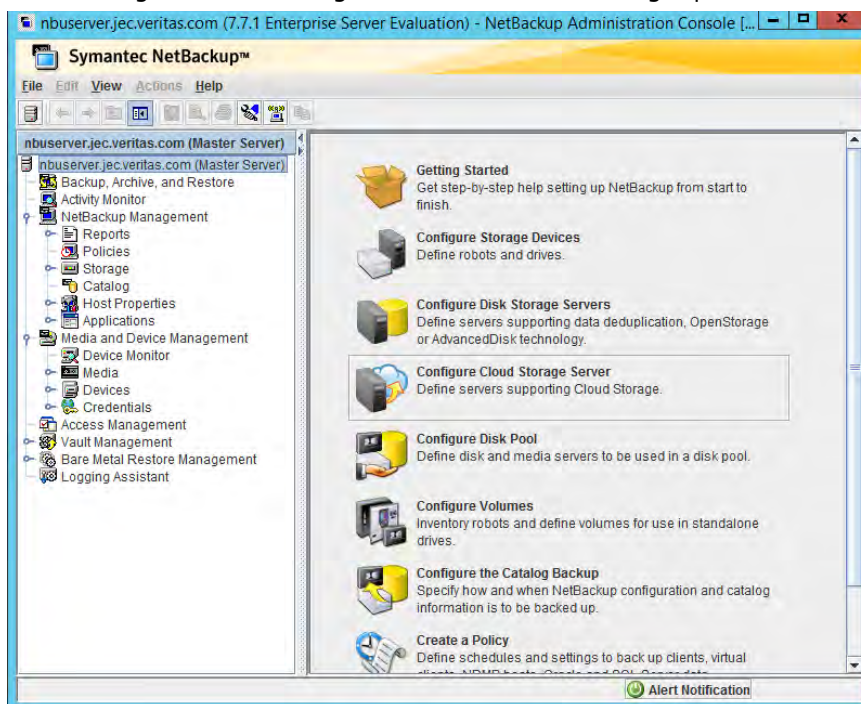 nbuserver.jec.veritas.com (7.7.1 Enterprise Server Evaluation) - NetBackup Administration Console [...
Symantec NetBackup™
File Edit View Actions Help
nbuserver.jec.veritas.com (Master Server)
nbuserver.jec.veritas.com (Master Server)
Backup, Archive, and Restore
Activity Monitor
NetBackup Management
Reports
Policies
Storage
Catalog
Host Properties
Applications
Media and Device Management
Device Monitor
Media
Devices
Credentials
Access Management
Vault Management
Bare Metal Restore Management
Logging Assistant
Getting Started
Get step-by-step help setting up NetBackup from start to
finish.
Configure Storage Devices
Define robots and drives.
Configure Disk Storage Servers
Define servers supporting data deduplication, OpenStorage
or AdvancedDisk technology.
Configure Cloud Storage Server
Define servers supporting Cloud Storage.
Configure Disk Pool
Define disk and media servers to be used in a disk pool.
Configure Volumes
Inventory robots and define volumes for use in standalone
drives.
Configure the Catalog Backup
Specify how and when NetBackup configuration and catalog
information is to be backed up.
Create a Policy
Define schedules and settings to back up clients, virtual
Alert Notification